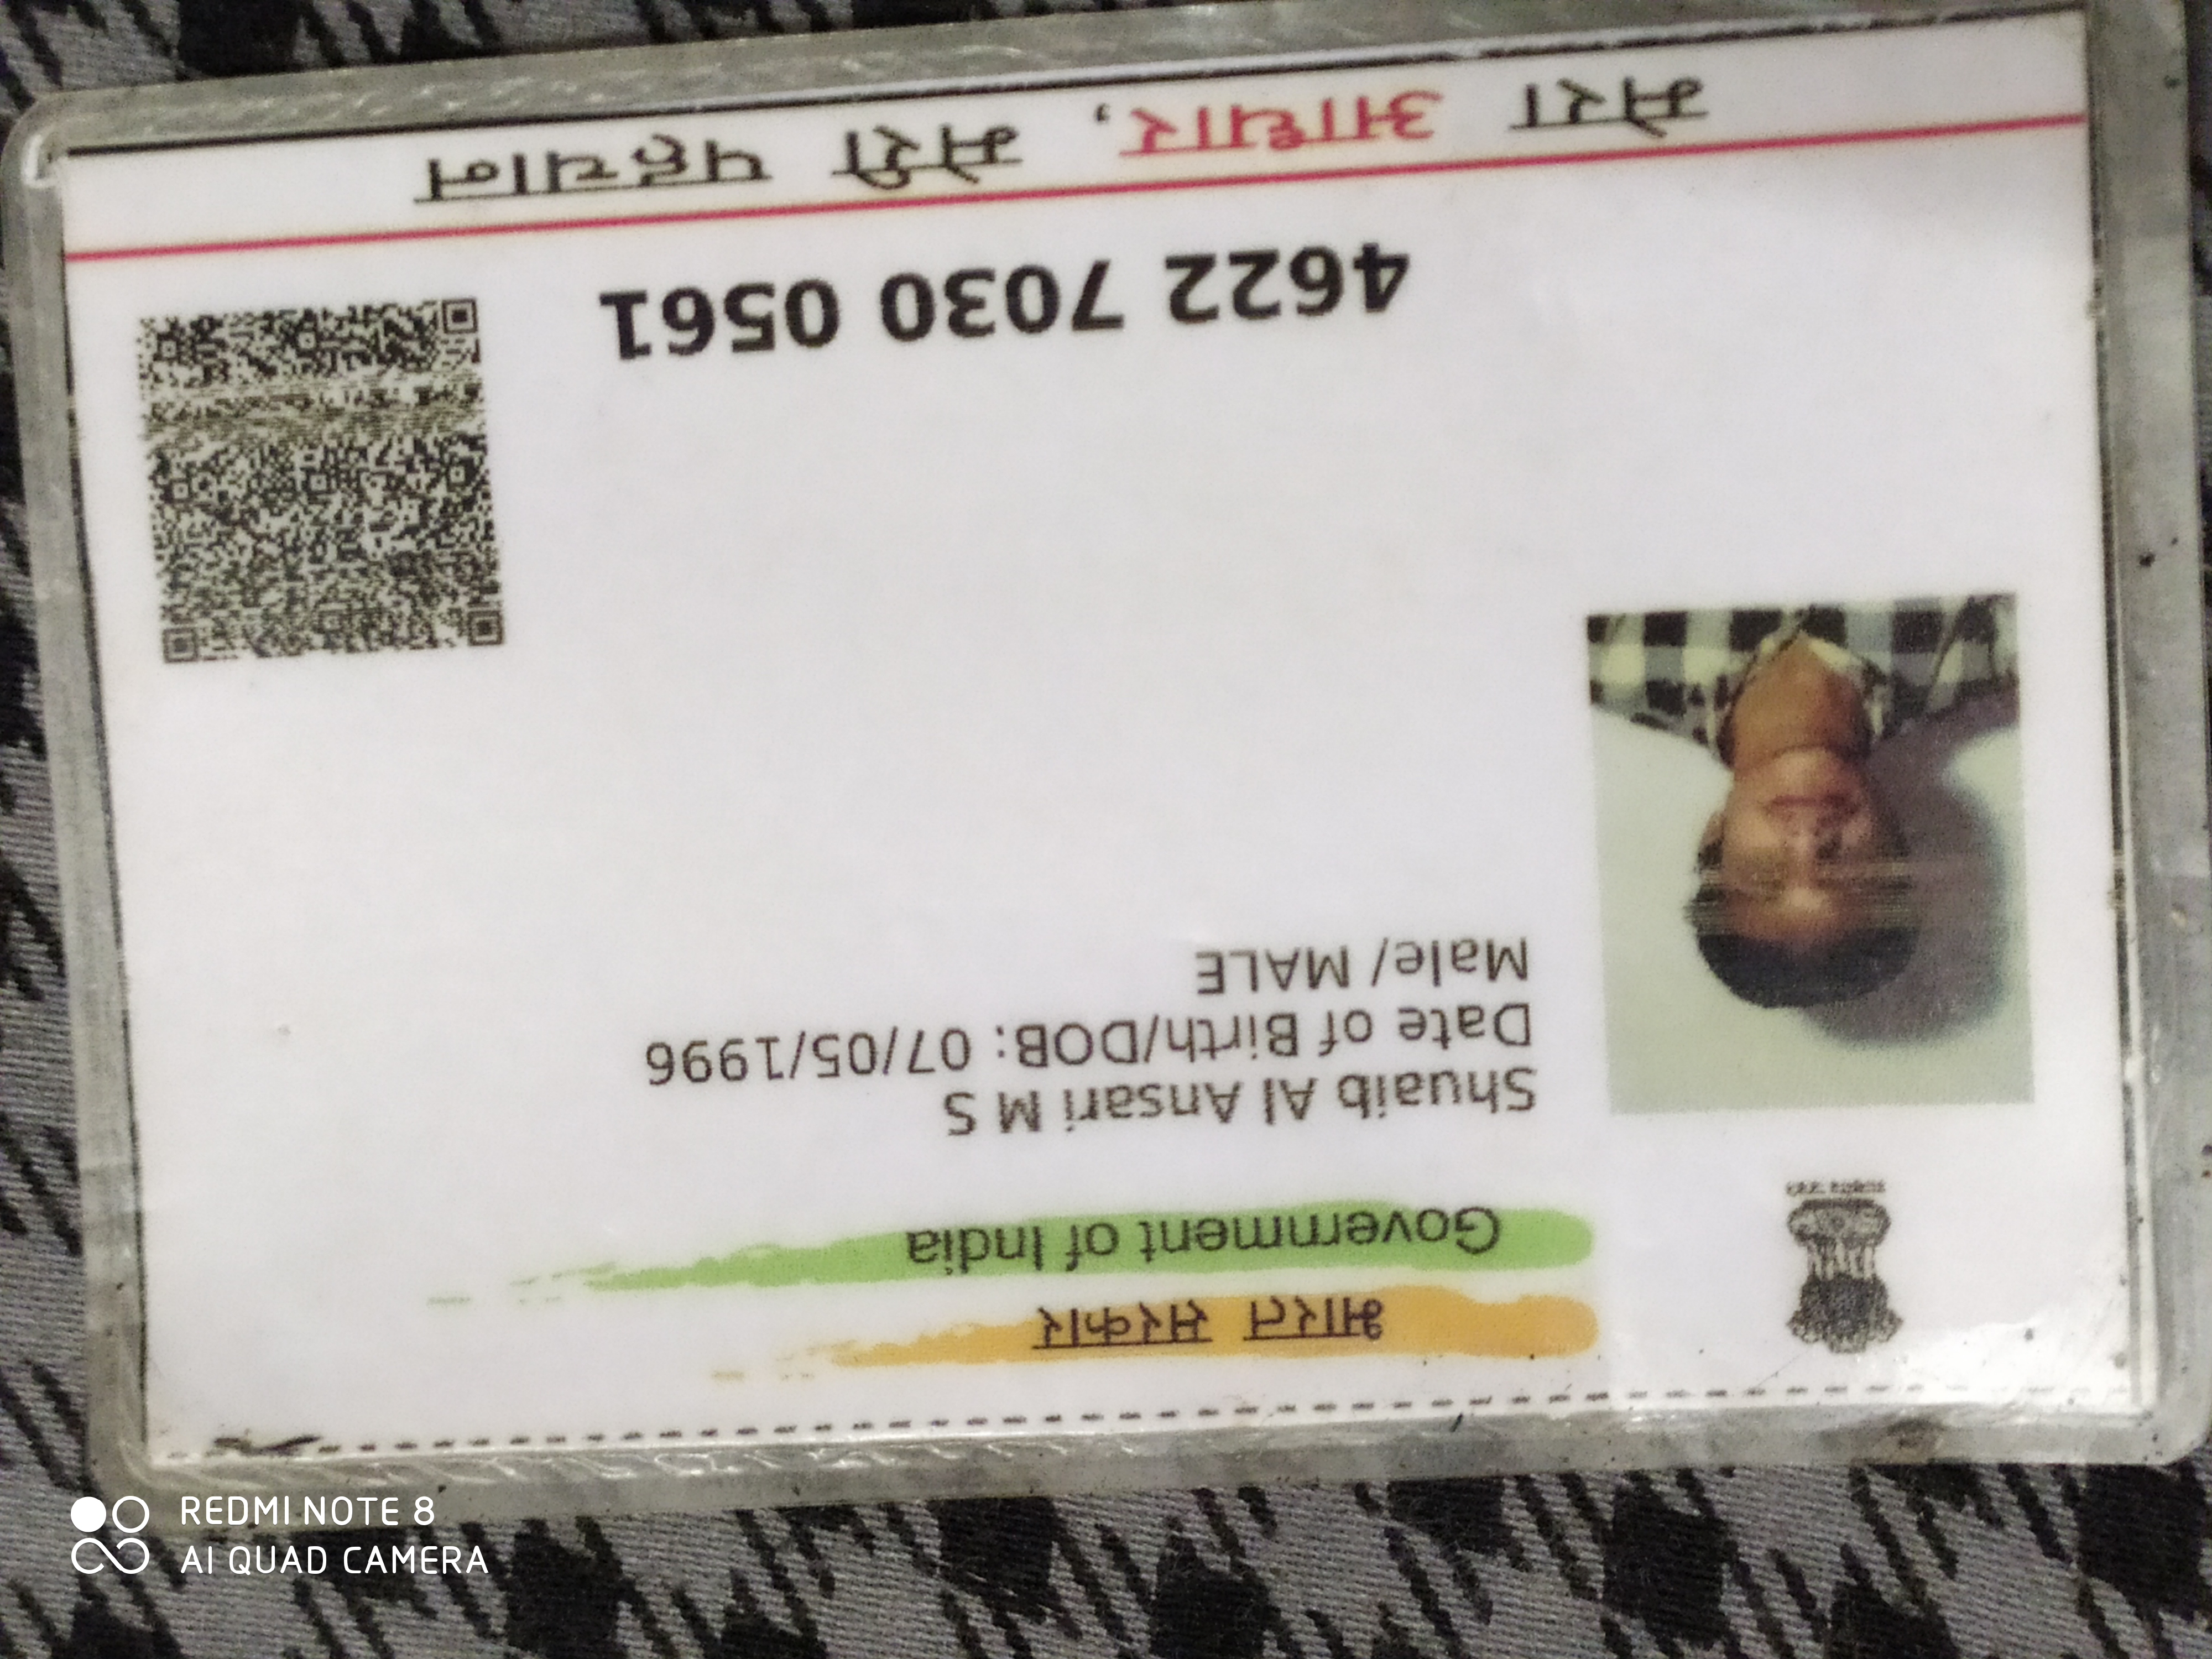 भारत सरकार
Government of India
Shuaib Al Ansari M S
Date of Birth/DOB: 07/05/1996
Male/ MALE
4622 7030 0561
मेरा आधार, मेरी पहचान
REDMI NOTE 8
AI QUAD CAMERA